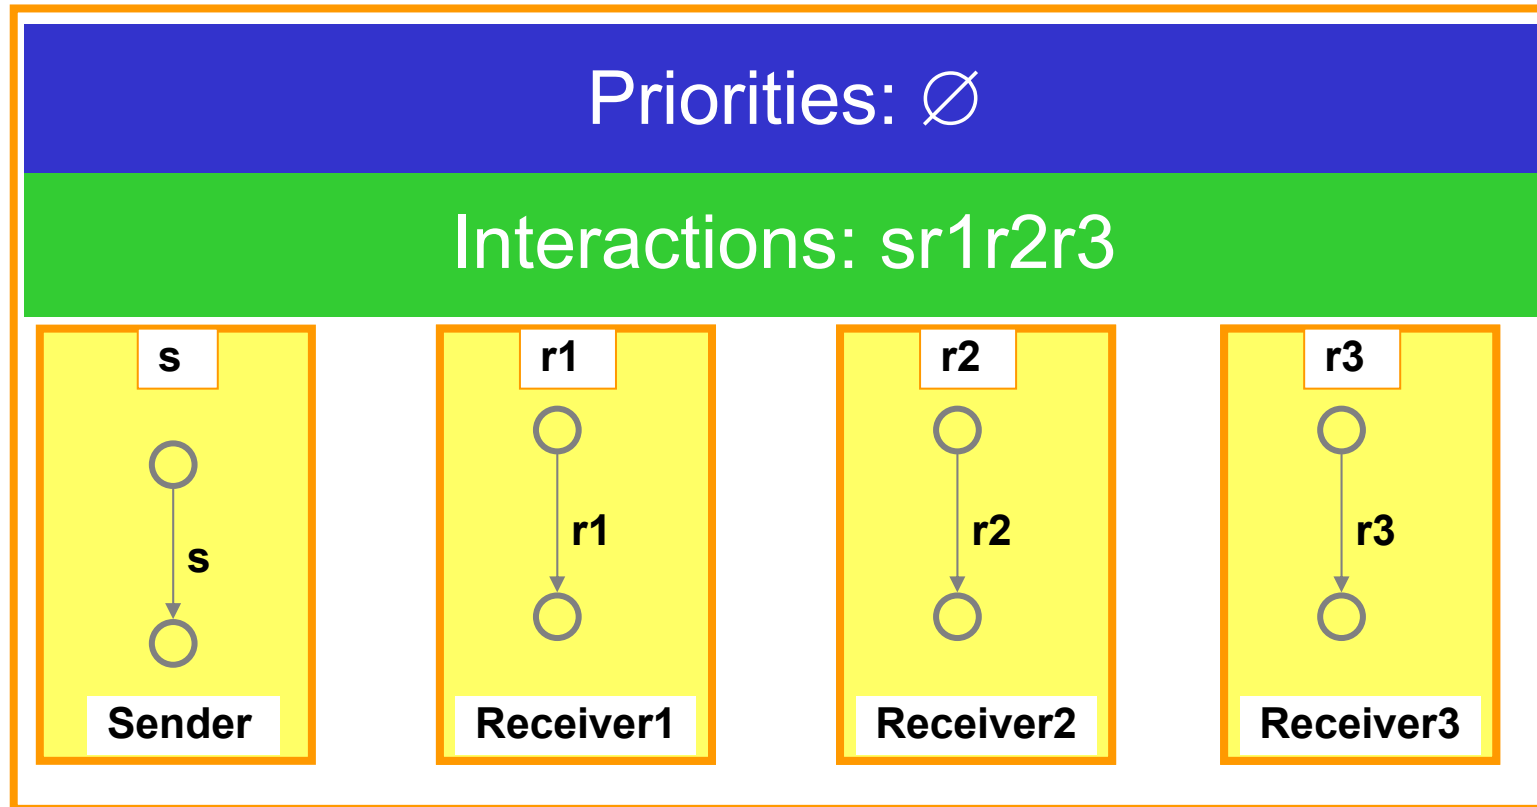 Priorities: ∅
Interactions: sr1r2r3
s
r1
r2
r3
s
r1
r2
r3
Sender
Receiver1
Receiver2
Receiver3